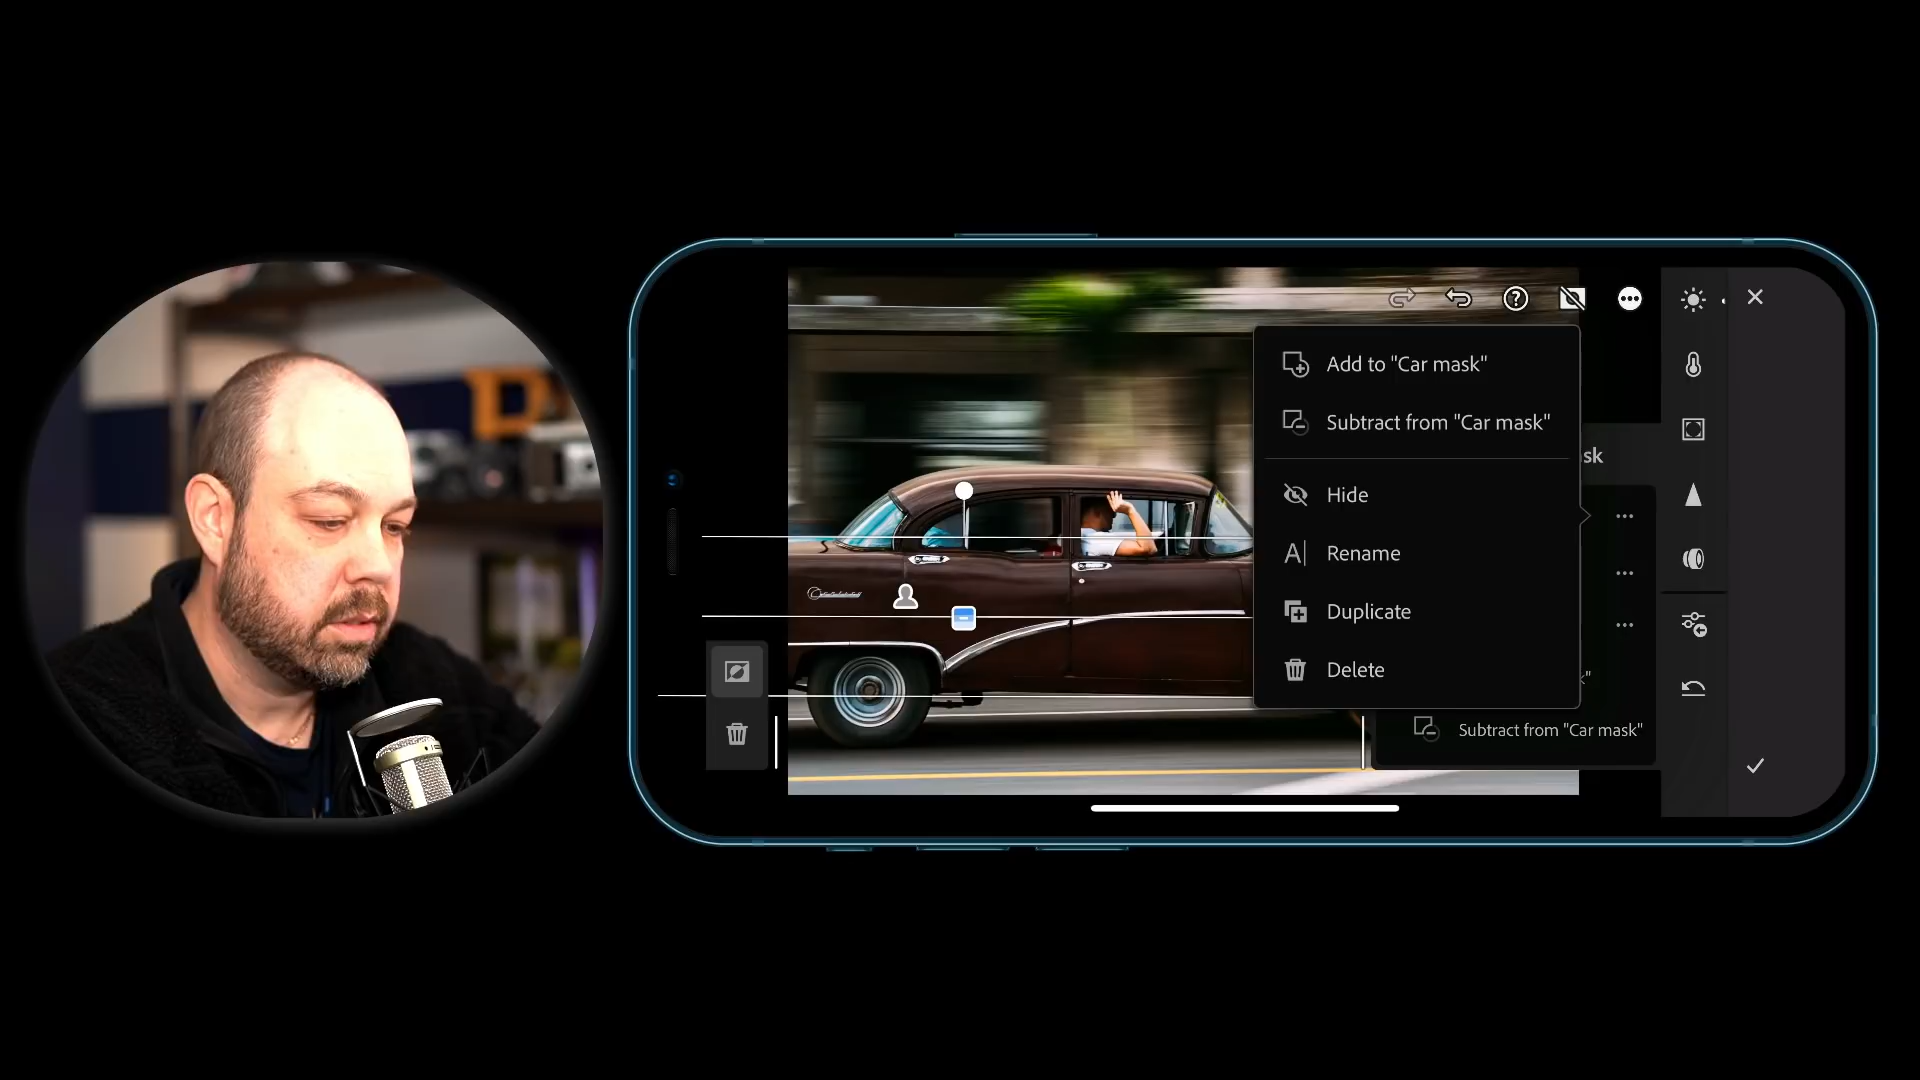 Add to "Car mask"
Subtract from "Car mask"
sk
Hide
A| Rename
Duplicate
Delete
k"
Subtract from "Car mask"